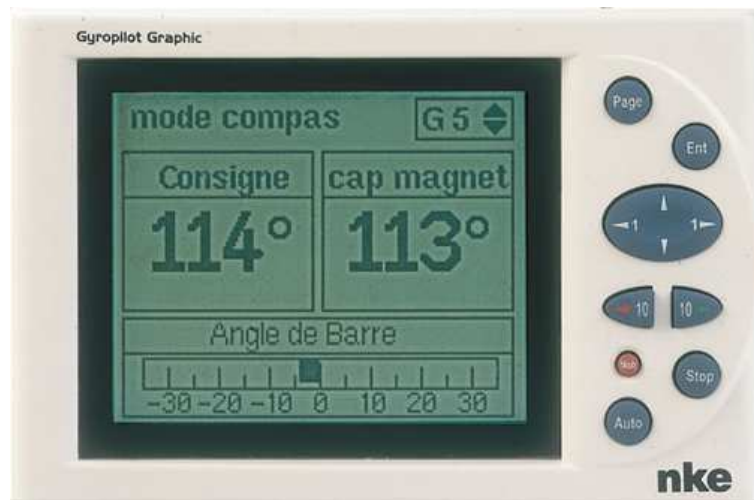 Gyropilot Graphic
mode compas
G 5
Consigne
cap magnet
114°
113°
Angle de Barre
-30 -20 -10 0 10 20 30
Page
Ent
1 1
10 10
Stop
Auto
nke